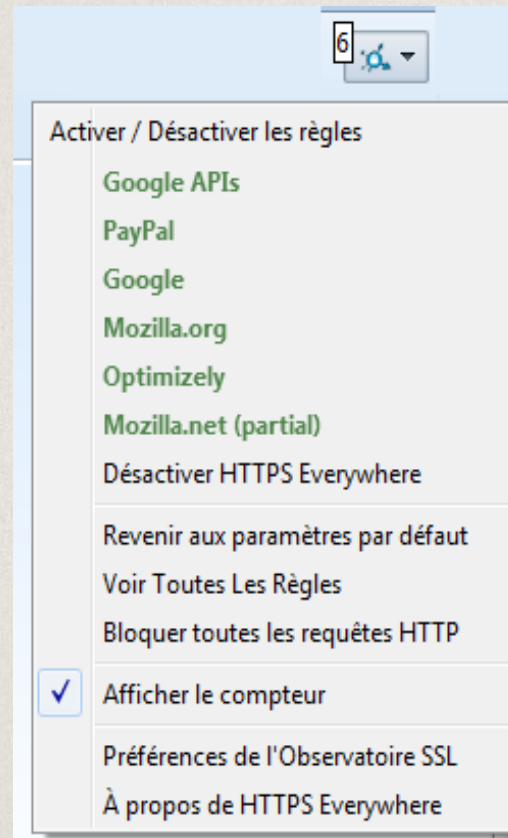 6
Activer / Désactiver les règles
Google APIs
PayPal
Google
Mozilla.org
Optimizely
Mozilla.net (partial)
Désactiver HTTPS Everywhere
Revenir aux paramètres par défaut
Voir Toutes Les Règles
Bloquer toutes les requêtes HTTP
Afficher le compteur
Préférences de l'Observatoire SSL
À propos de HTTPS Everywhere